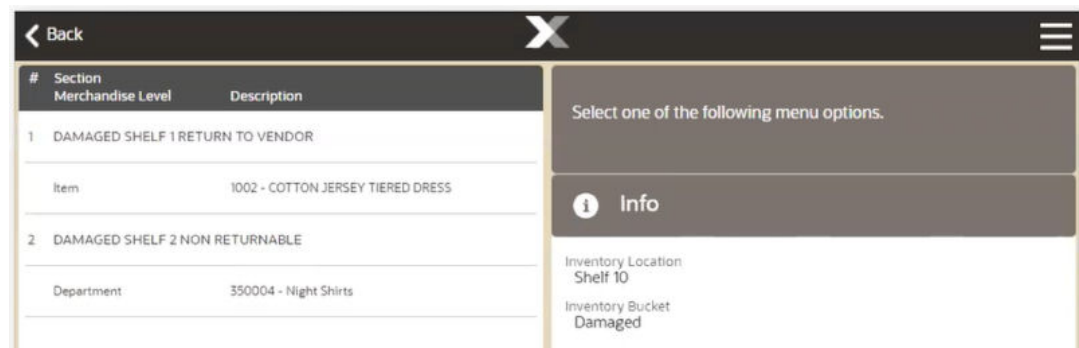 Back
# Section
Merchandise Level Description
1 DAMAGED SHELF 1 RETURN TO VENDOR
Item 1002 - COTTON JERSEY TIERED DRESS
2 DAMAGED SHELF 2 NON RETURNABLE
Department 350004 - Night Shirts
Select one of the following menu options.
Info
Inventory Location
Shelf 10
Inventory Bucket
Damaged